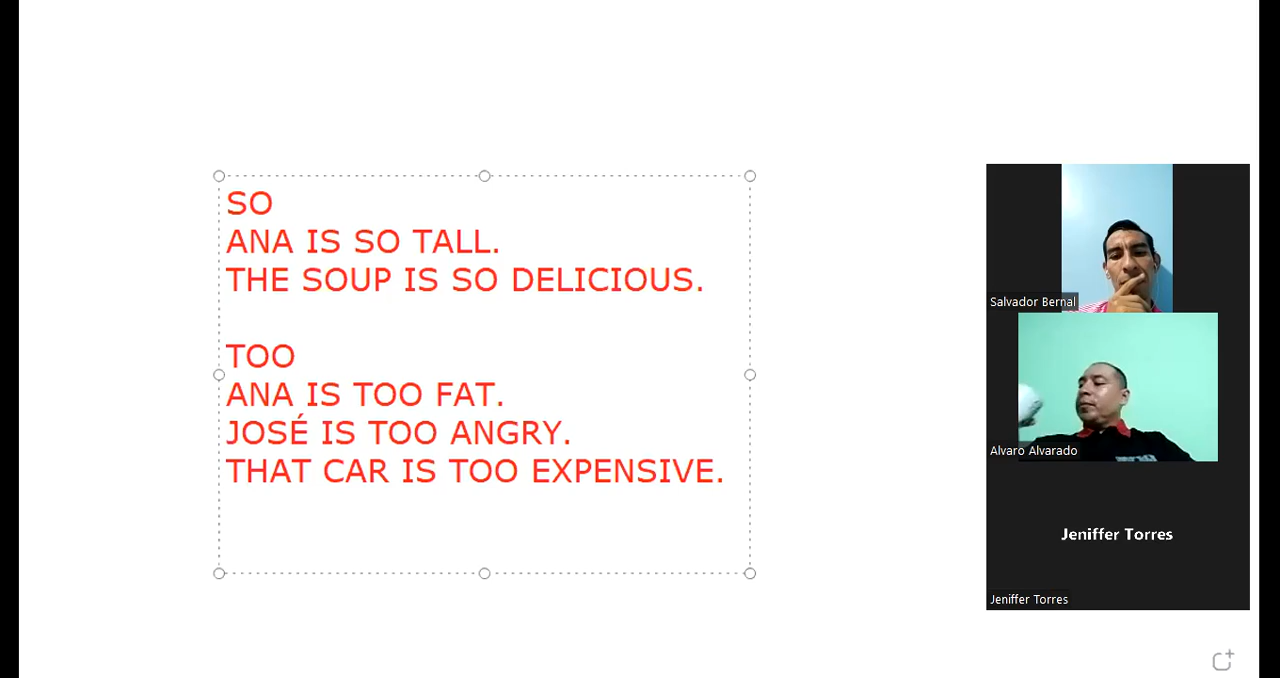 SO
ANA IS SO TALL.
THE SOUP IS SO DELICIOUS.
TOO
ANA IS TOO FAT.
JOSÉ IS TOO ANGRY.
THAT CAR IS TOO EXPENSIVE.
Salvador Bernal
Alvaro Alvarado
Jeniffer Torres
Jeniffer Torres